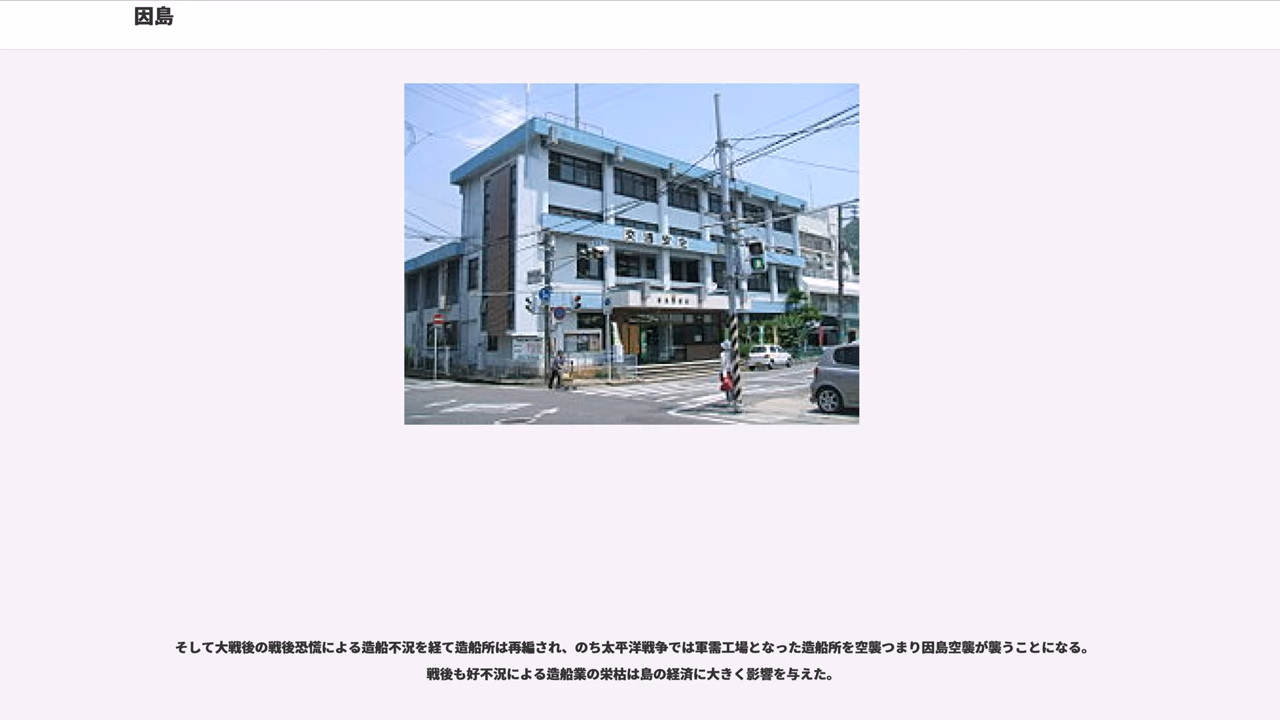 因島
交通安全
そして大戦後の戦後恐慌による造船不況を経て造船所は再編され、のち太平洋戦争では軍需工場となった造船所を空襲つまり因島空襲が襲うことになる。
戦後も好不況による造船業の栄枯は島の経済に大きく影響を与えた。